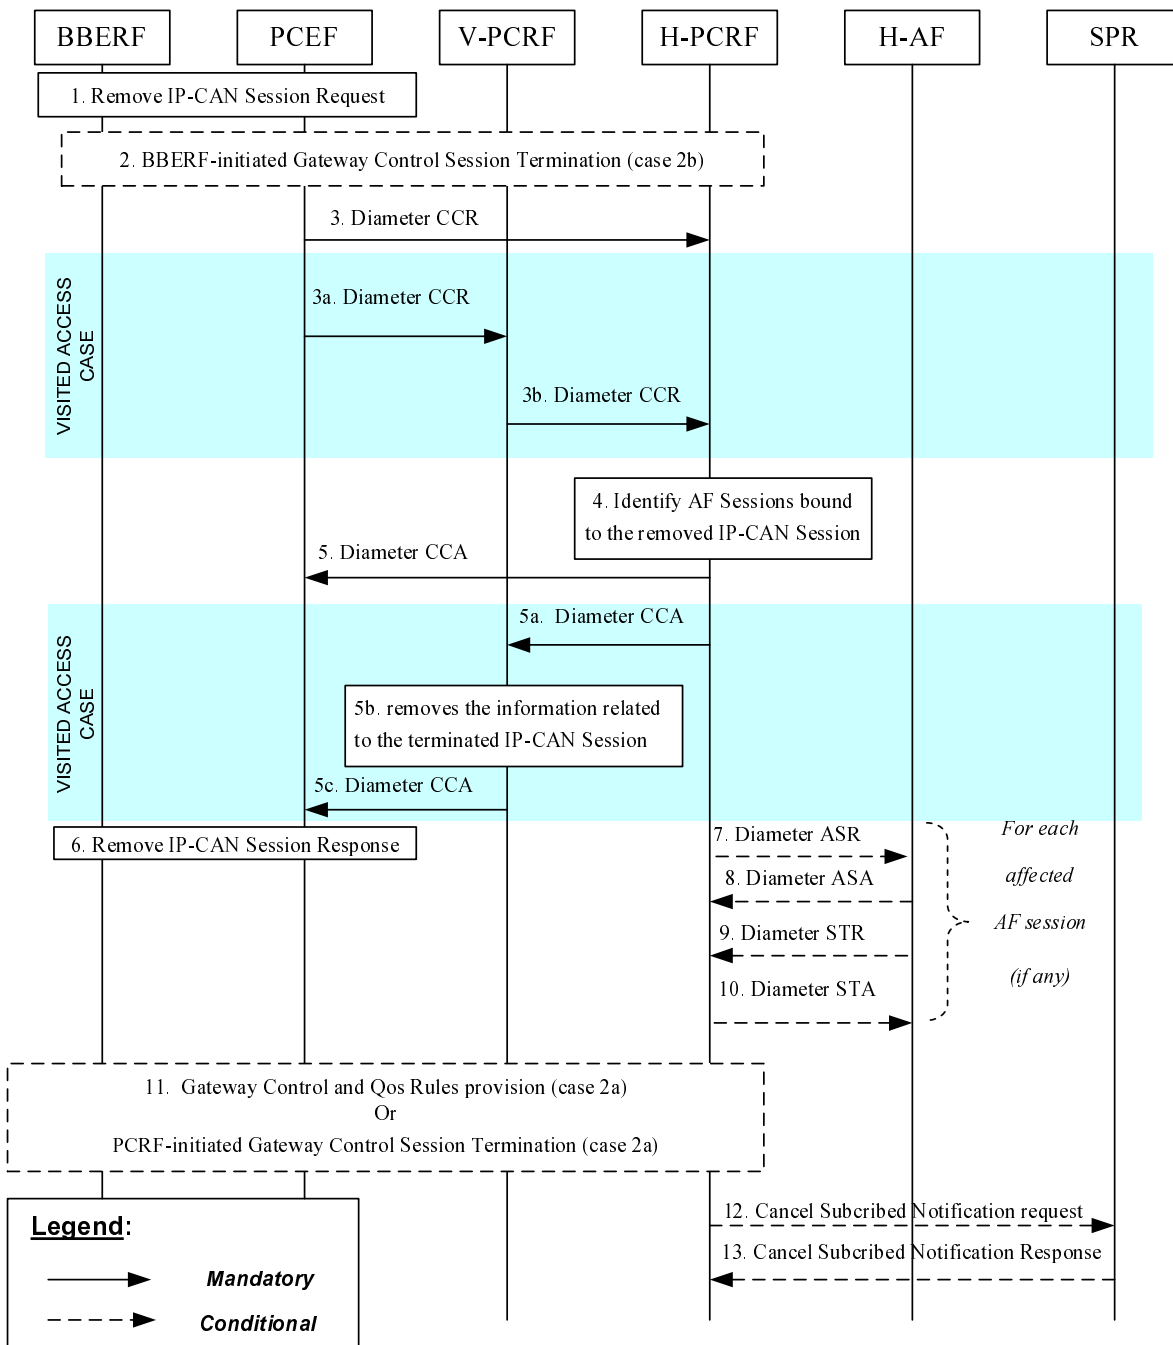 BBERF
PCEF
V-PCRF
H-PCRF
H-AF
SPR
1. Remove IP-CAN Session Request
2. BBERF-initiated Gateway Control Session Termination (case 2b)
3. Diameter CCR
VISITED ACCESS
CASE
3a. Diameter CCR
3b. Diameter CCR
4. Identify AF Sessions bound
to the removed IP-CAN Session
5. Diameter CCA
VISITED ACCESS
CASE
5a. Diameter CCA
5b. removes the information related
to the terminated IP-CAN Session
5c. Diameter CCA
6. Remove IP-CAN Session Response
7. Diameter ASR
8. Diameter ASA
9. Diameter STR
10. Diameter STA
For each
affected
AF session
(if any)
11. Gateway Control and Qos Rules provision (case 2a)
Or
PCRF-initiated Gateway Control Session Termination (case 2a)
12. Cancel Subcribed Notification request
13. Cancel Subcribed Notification Response
Legend:
Mandatory
Conditional